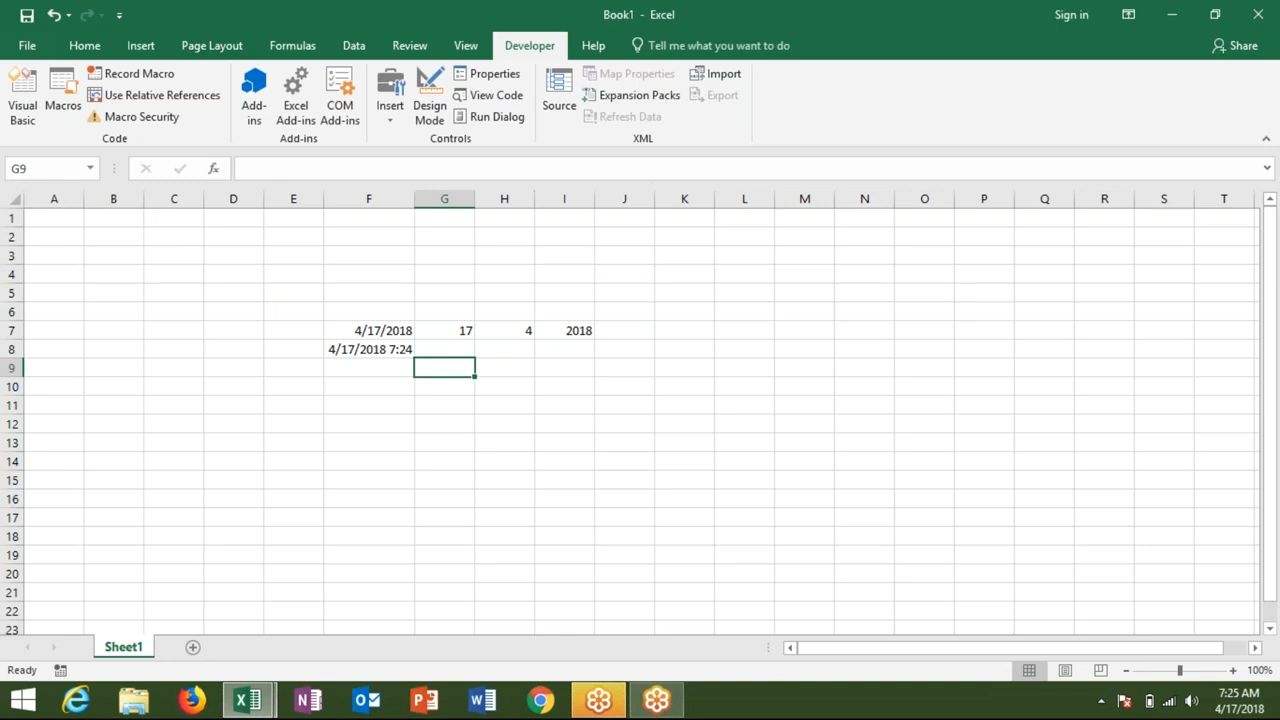 Book1 - Excel
Sign in
File Home Insert Page Layout Formulas Data Review View Developer Help Tell me what you want to do Share
Visual Basic
Macros
Record Macro
Use Relative References
Macro Security
Code
Add-ins
Excel Add-ins
COM Add-ins
Add-ins
Insert
Design Mode
Properties
View Code
Run Dialog
Controls
Source
Map Properties
Expansion Packs
Refresh Data
Import
Export
XML
G9
fx
A B C D E F G H I J K L M N O P Q R S T
1
2
3
4
5
6
7 4/17/2018 17 4 2018
8 4/17/2018 7:24
9
10
11
12
13
14
15
16
17
18
19
20
21
22
23
Sheet1
Ready
100%
7:25 AM
4/17/2018